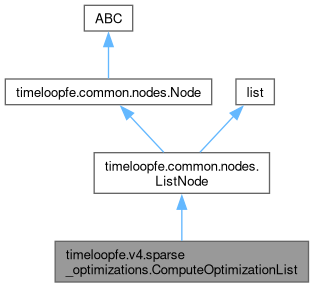 ABC
timeloopfe.common.nodes.Node
list
timeloopfe.common.nodes.
ListNode
timeloopfe.v4.sparse
_optimizations.ComputeOptimizationList